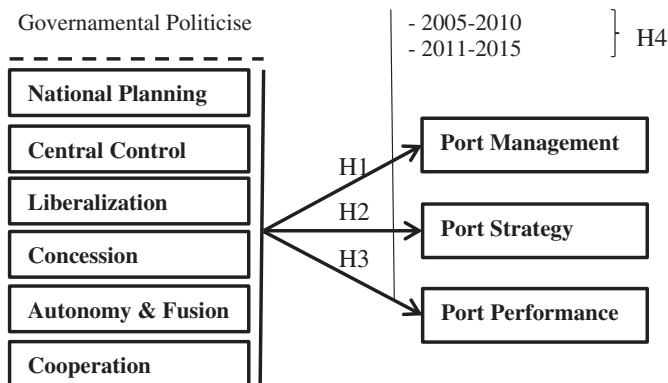 Governamental Politicise
- 2005-2010
- 2011-2015
H4
National Planning
Central Control
Liberalization
Concession
Autonomy & Fusion
Cooperation
H1
H2
H3
Port Management
Port Strategy
Port Performance